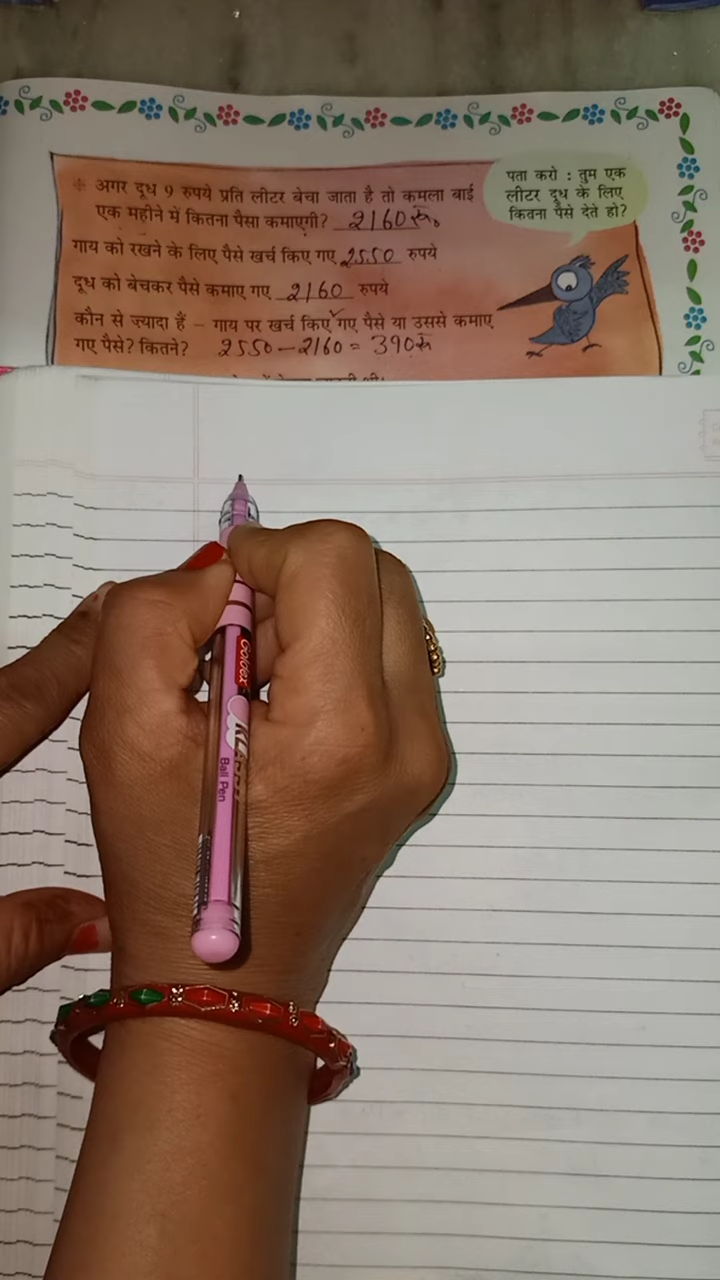 ❉ अगर दूध 9 रुपये प्रति लीटर बेचा जाता है तो कमला बाई
एक महीने में कितना पैसा कमाएगी? 2160रू.
गाय को रखने के लिए पैसे खर्च किए गए 2550 रुपये
दूध को बेचकर पैसे कमाए गए 2160 रुपये
कौन से ज़्यादा हैं – गाय पर खर्च किए गए पैसे या उससे कमाए
गए पैसे? कितने? 2550 – 2160 = 390रू
पता करो : तुम एक
लीटर दूध के लिए
कितना पैसे देते हो?
Goldex
KLASSY
Ball Pen